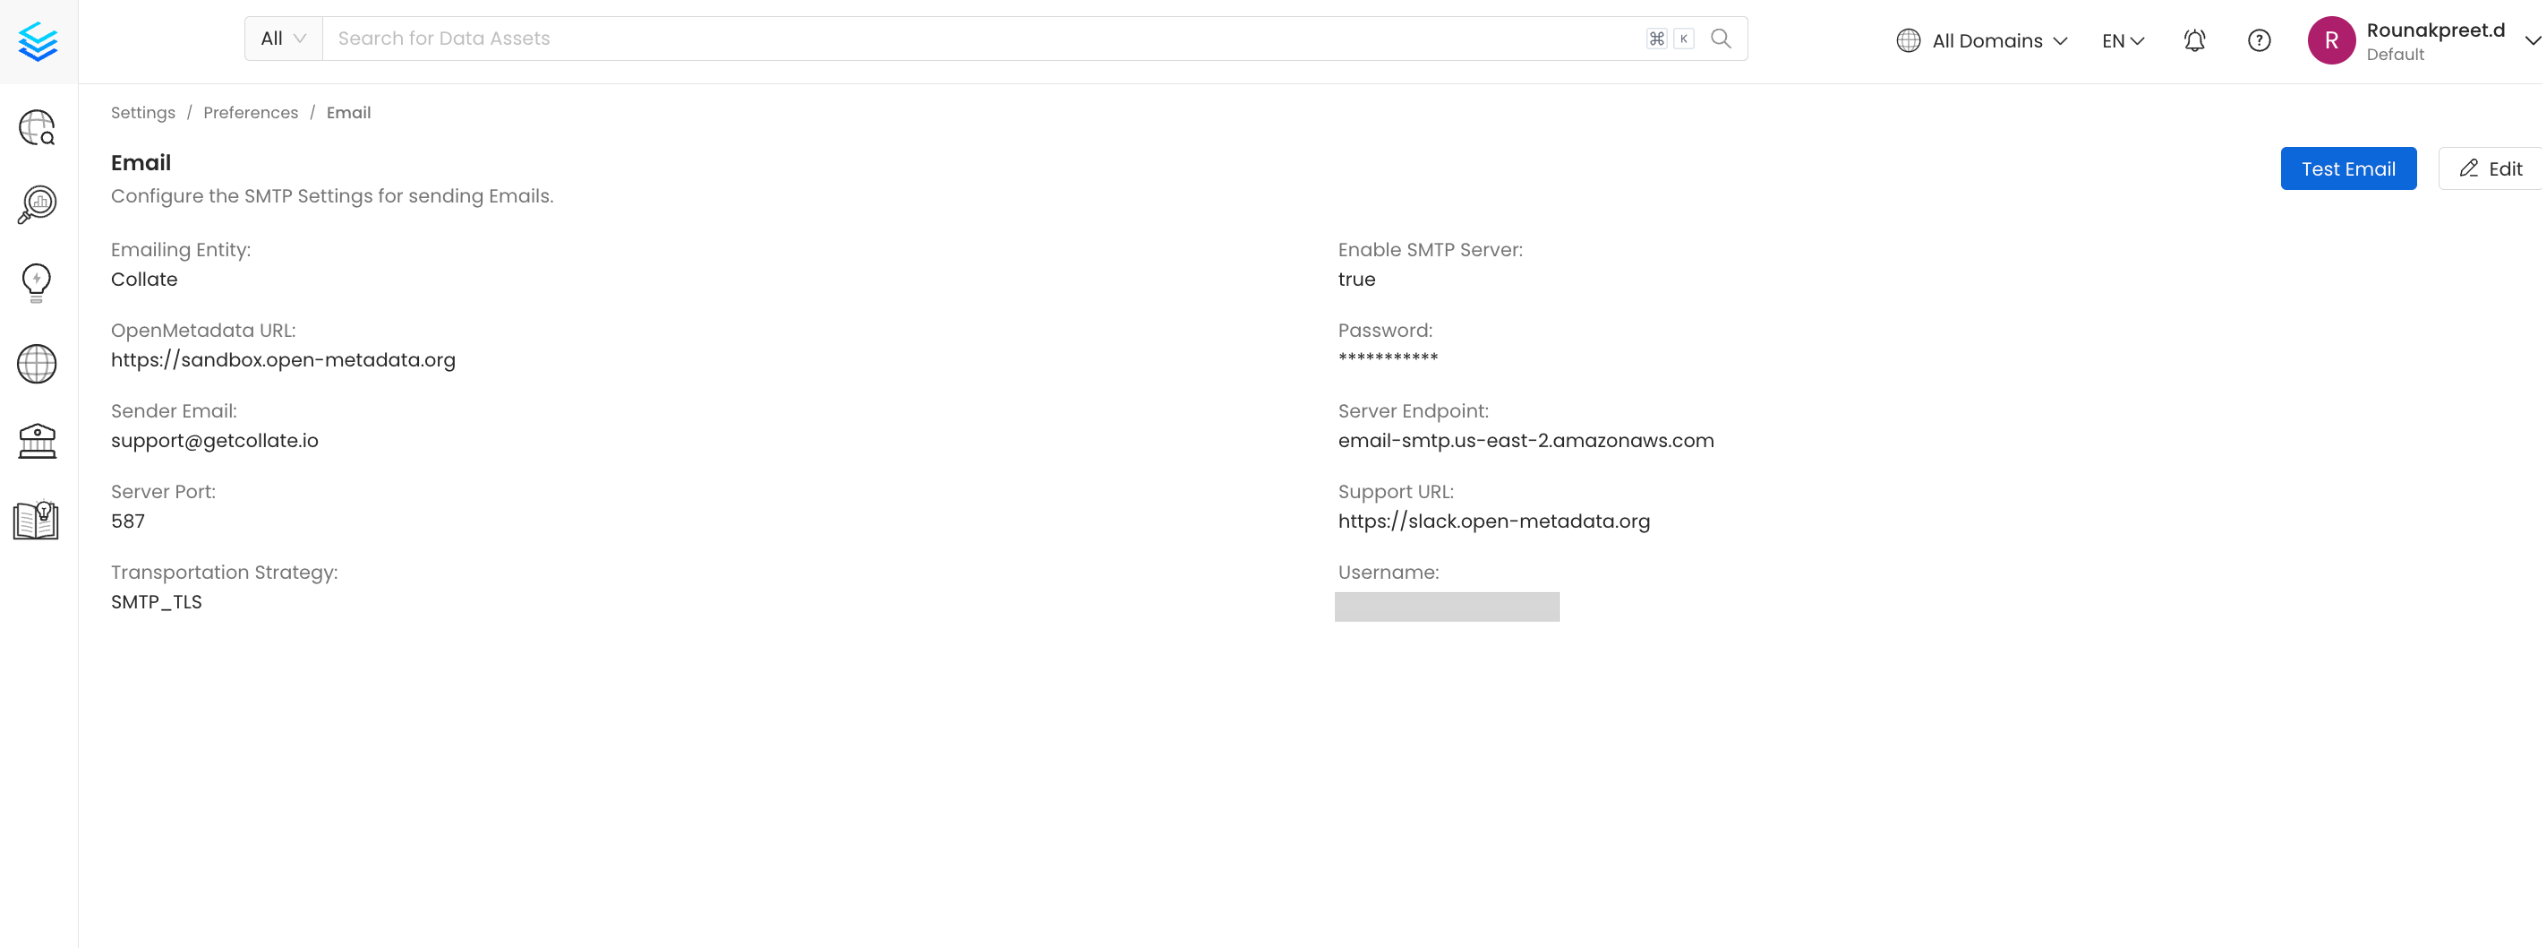 All Search for Data Assets ⌘ K All Domains EN Rounakpreet.d
R Default
Settings / Preferences / Email
Email
Configure the SMTP Settings for sending Emails.
Test Email Edit
Emailing Entity:
Collate
Enable SMTP Server:
true
OpenMetadata URL:
https://sandbox.open-metadata.org
Password:
***********
Sender Email:
support@getcollate.io
Server Endpoint:
email-smtp.us-east-2.amazonaws.com
Server Port:
587
Support URL:
https://slack.open-metadata.org
Transportation Strategy:
SMTP_TLS
Username: